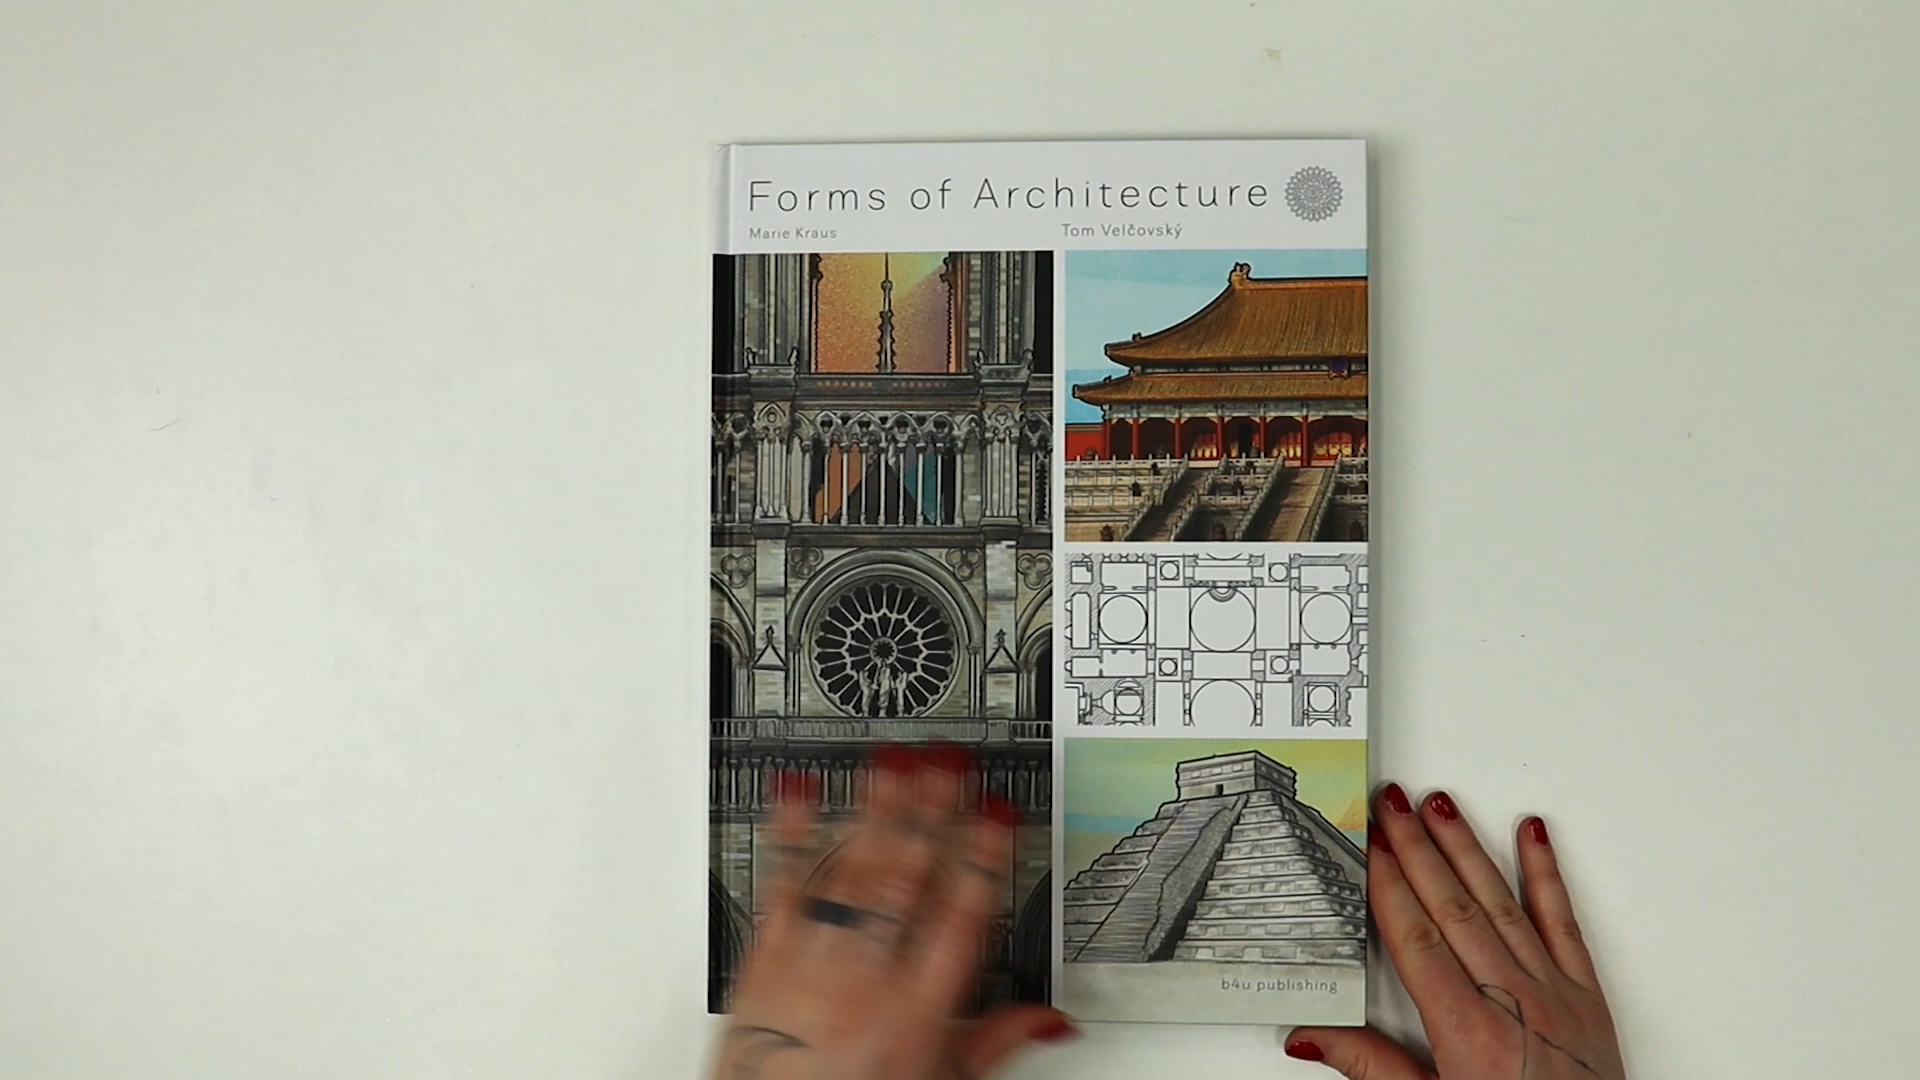 Forms of Architecture
Marie Kraus
Tom Velčovský
b4u publishing